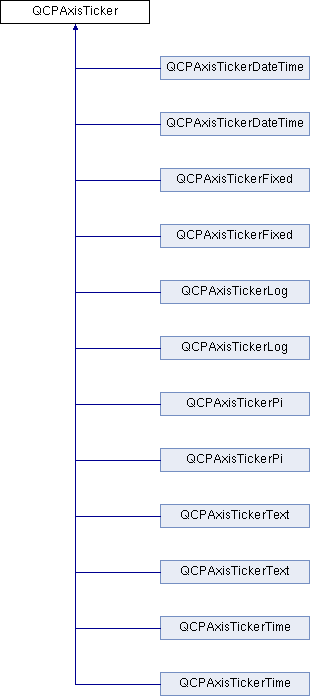 QCPAxisTicker
QCPAxisTickerDateTime
QCPAxisTickerDateTime
QCPAxisTickerFixed
QCPAxisTickerFixed
QCPAxisTickerLog
QCPAxisTickerLog
QCPAxisTickerPi
QCPAxisTickerPi
QCPAxisTickerText
QCPAxisTickerText
QCPAxisTickerTime
QCPAxisTickerTime